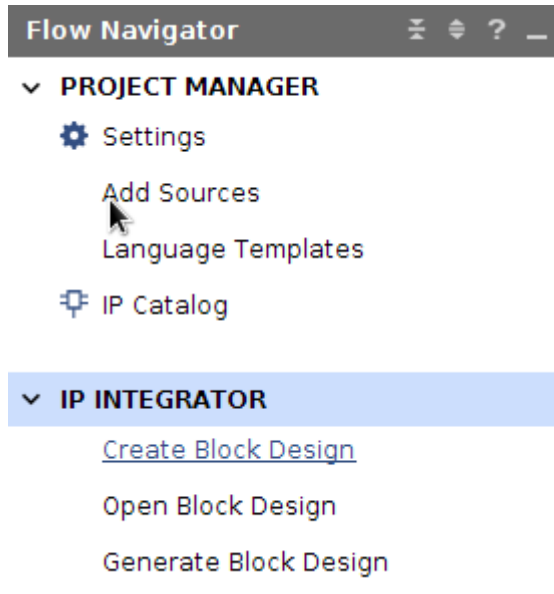 Flow Navigator ?
PROJECT MANAGER
Settings
Add Sources
Language Templates
IP Catalog
IP INTEGRATOR
Create Block Design
Open Block Design
Generate Block Design